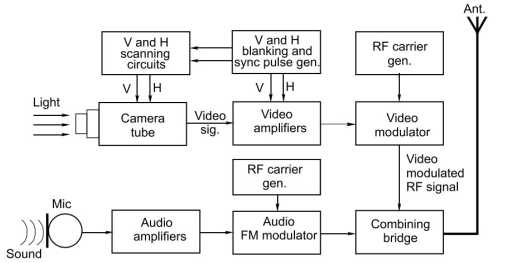 Ant.
V and H
scanning
circuits
V and H
blanking and
sync pulse gen.
RF carrier
gen.
V
H
V
H
Light
Camera
tube
Video
sig.
Video
amplifiers
Video
modulator
RF carrier
gen.
Video
modulated
RF signal
Mic
Audio
amplifiers
Audio
FM modulator
Combining
bridge
Sound